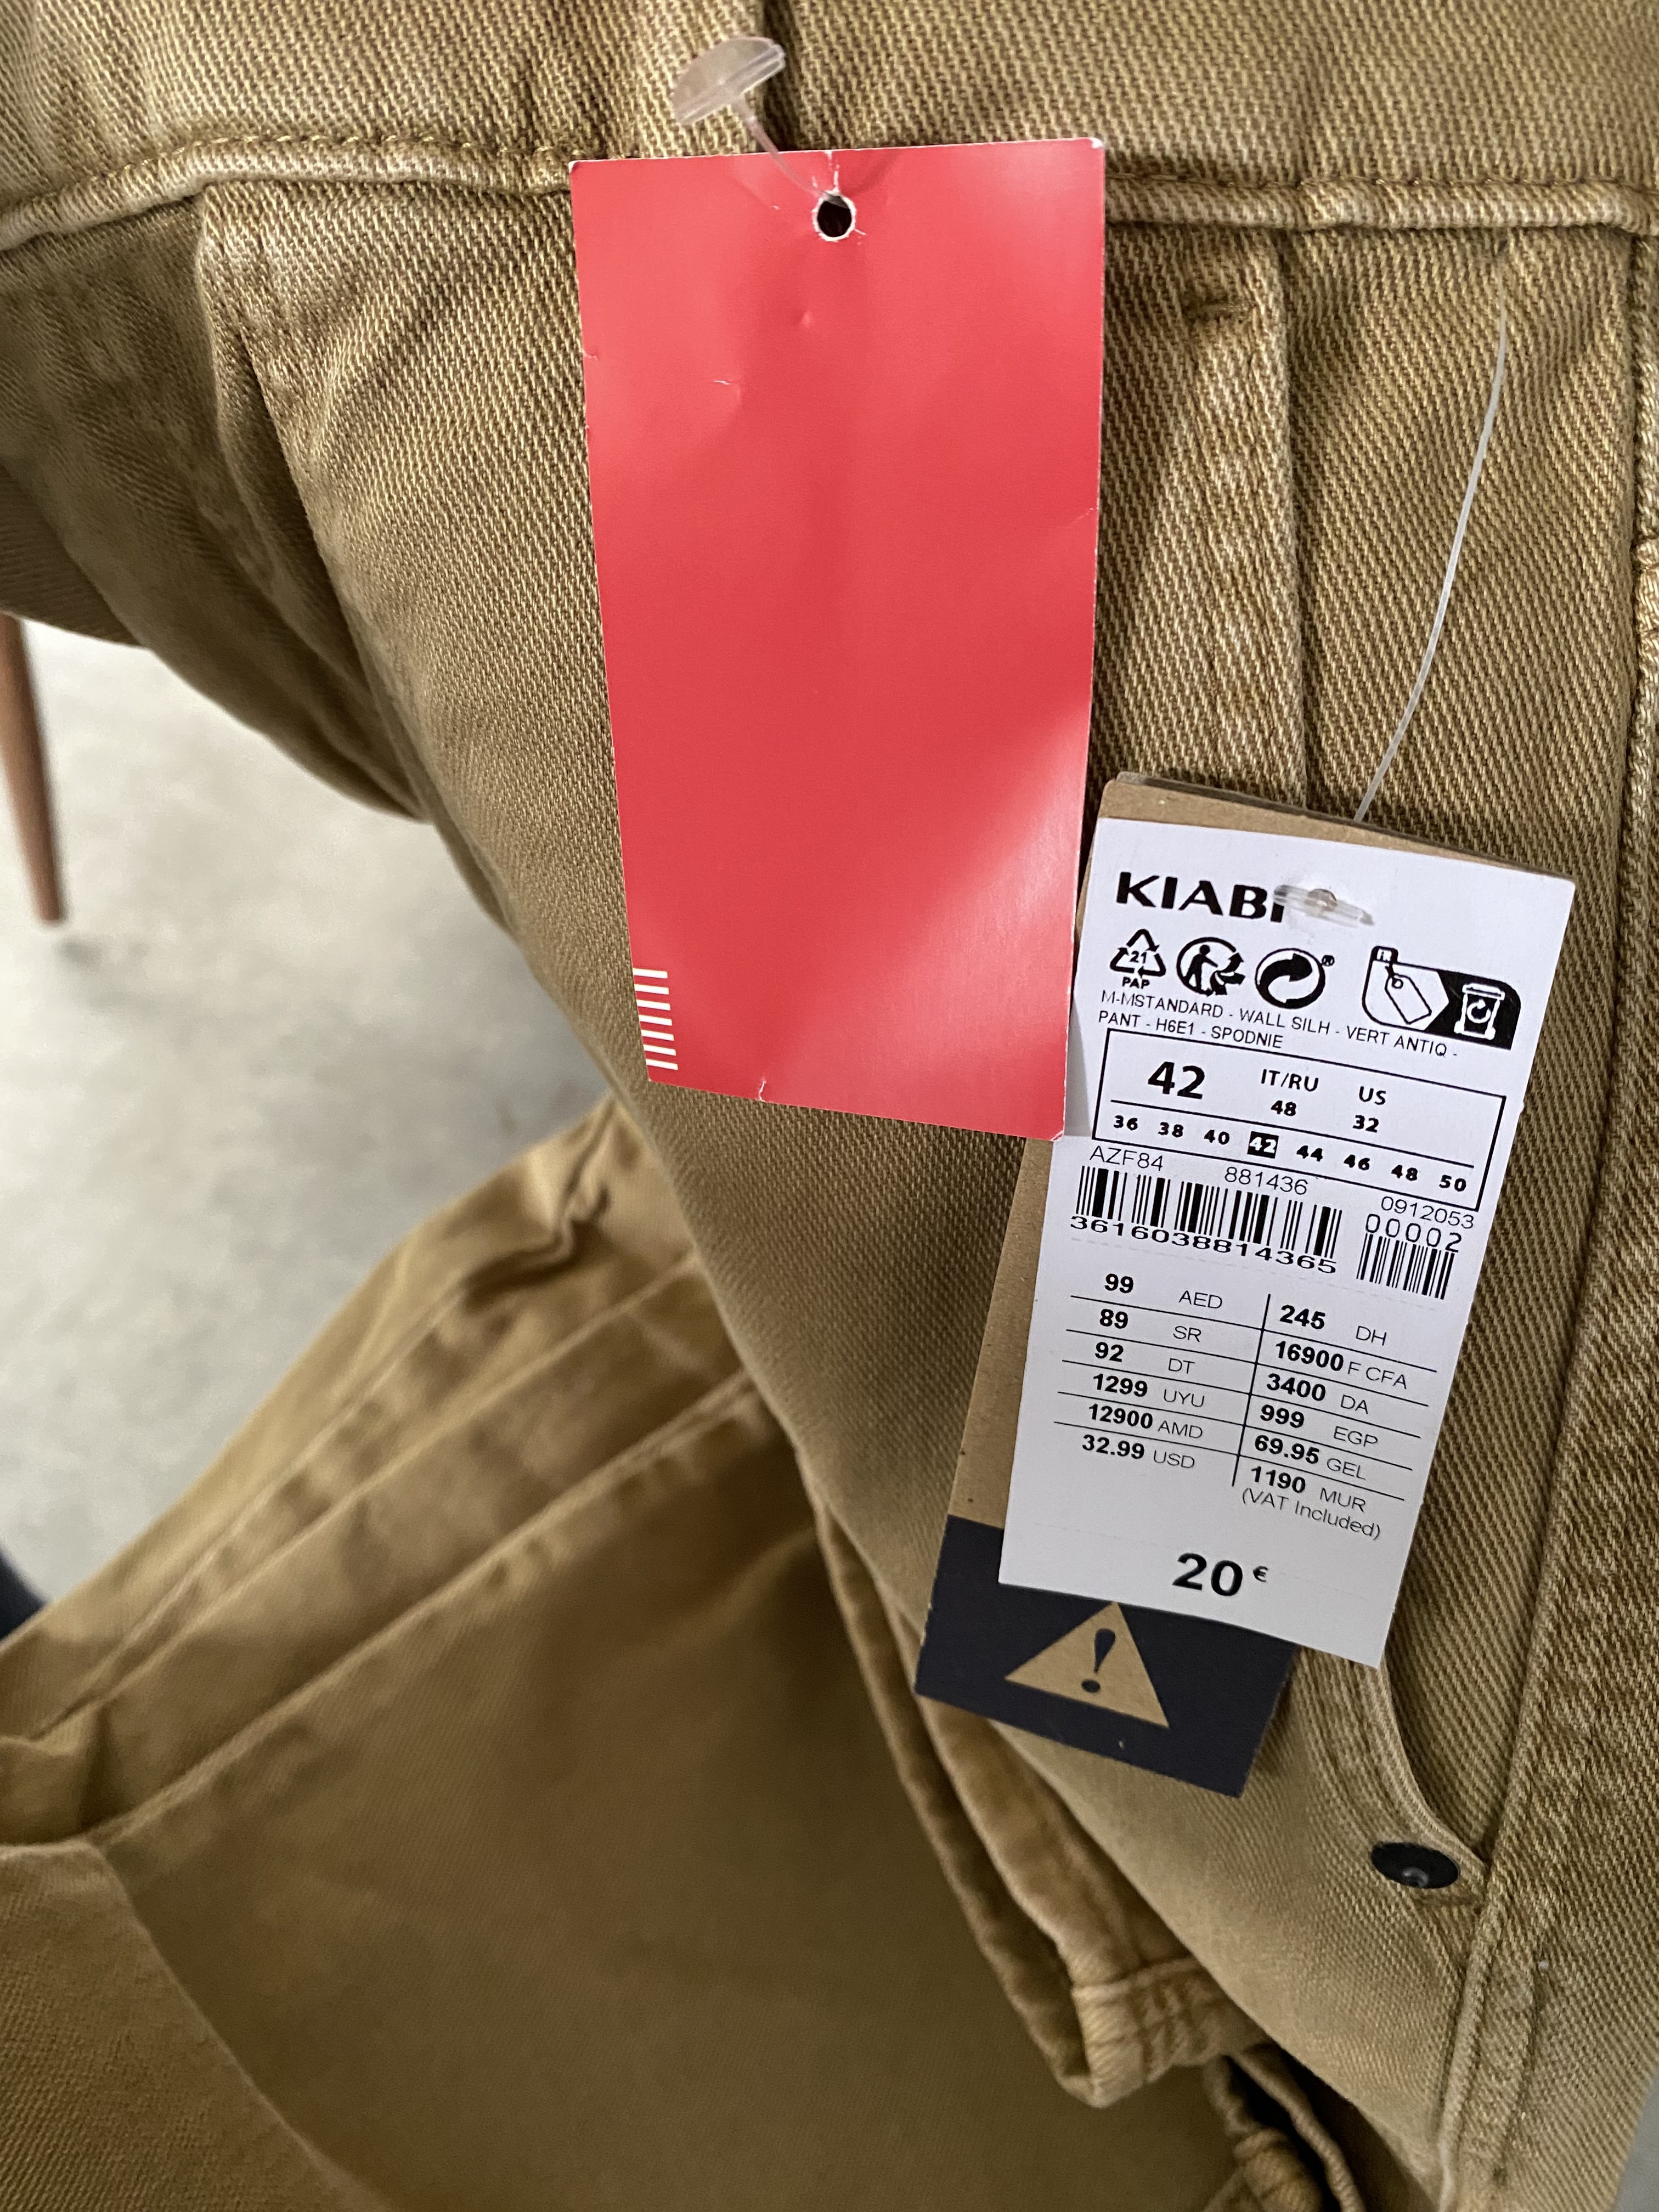 KIABI
21
PAP
M-MSTANDARD - WALL SILH - VERT ANTIQ -
PANT - H6E1 - SPODNIE
42 IT/RU US
48 32
36 38 40 42 44 46 48 50
AZF84 881436 0912053
3616038814365 00002
99 AED 245 DH
89 SR 16900 F CFA
92 DT 3400 DA
1299 UYU 999 EGP
12900 AMD 69.95 GEL
32.99 USD 1190 MUR
(VAT Included)
20 €
!